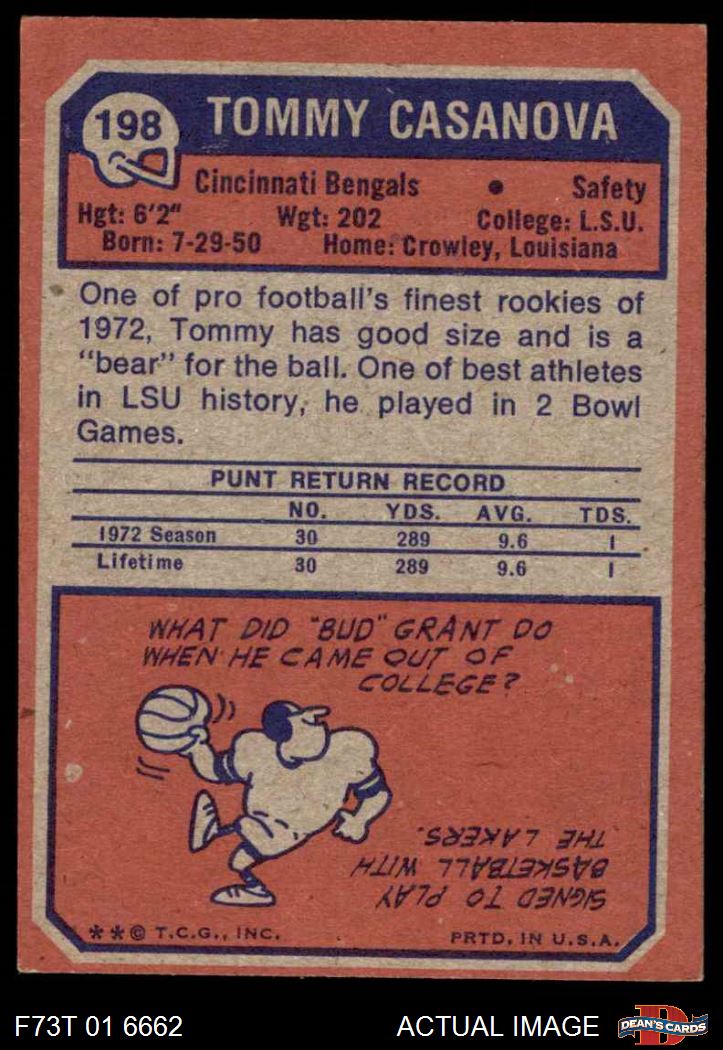 198
TOMMY CASANOVA
Cincinnati Bengals • Safety
Hgt: 6'2" Wgt: 202 College: L.S.U.
Born: 7-29-50 Home: Crowley, Louisiana
One of pro football's finest rookies of
1972, Tommy has good size and is a
"bear" for the ball. One of best athletes
in LSU history, he played in 2 Bowl
Games.
PUNT RETURN RECORD
NO. YDS. AVG. TDS.
1972 Season 30 289 9.6 1
Lifetime 30 289 9.6 1
WHAT DID "BUD" GRANT DO
WHEN HE CAME OUT OF
COLLEGE?
SIGNED TO PLAY
BASKETBALL WITH
THE LAKERS.
**© T.C.G., INC. PRTD. IN U.S.A.
F73T 01 6662 ACTUAL IMAGE
D
DEAN'S CARDS